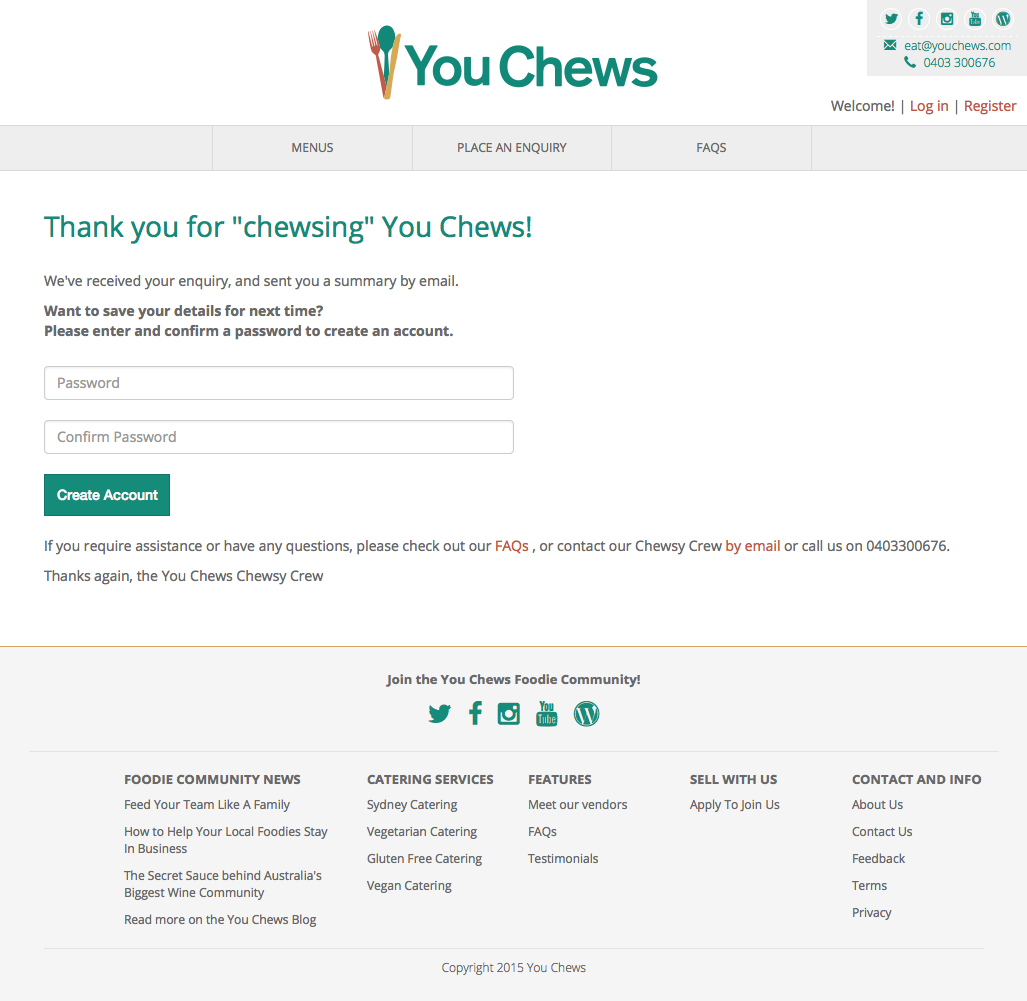 You Chews
eat@youchews.com
0403 300676
Welcome! | Log in | Register
MENUS
PLACE AN ENQUIRY
FAQS
Thank you for "chewsing" You Chews!
We've received your enquiry, and sent you a summary by email.
Want to save your details for next time?
Please enter and confirm a password to create an account.
Password
Confirm Password
Create Account
If you require assistance or have any questions, please check out our FAQs , or contact our Chewsy Crew by email or call us on 0403300676.
Thanks again, the You Chews Chewsy Crew
Join the You Chews Foodie Community!
You
Tube
FOODIE COMMUNITY NEWS
Feed Your Team Like A Family
How to Help Your Local Foodies Stay
In Business
The Secret Sauce behind Australia's
Biggest Wine Community
Read more on the You Chews Blog
CATERING SERVICES
Sydney Catering
Vegetarian Catering
Gluten Free Catering
Vegan Catering
FEATURES
Meet our vendors
FAQs
Testimonials
SELL WITH US
Apply To Join Us
CONTACT AND INFO
About Us
Contact Us
Feedback
Terms
Privacy
Copyright 2015 You Chews